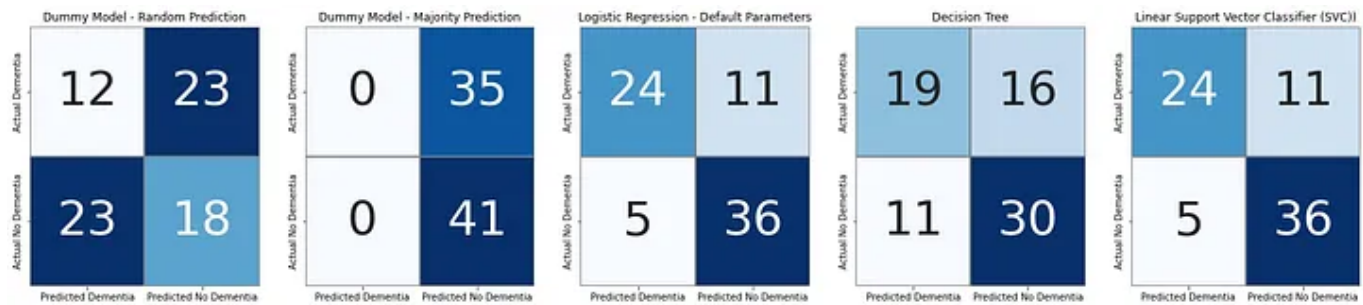 Dummy Model - Random Prediction
Actual Dementia
12 23
Actual No Dementia
23 18
Predicted Dementia Predicted No Dementia
Dummy Model - Majority Prediction
Actual Dementia
0 35
Actual No Dementia
0 41
Predicted Dementia Predicted No Dementia
Logistic Regression - Default Parameters
Actual Dementia
24 11
Actual No Dementia
5 36
Predicted Dementia Predicted No Dementia
Decision Tree
Actual Dementia
19 16
Actual No Dementia
11 30
Predicted Dementia Predicted No Dementia
Linear Support Vector Classifier (SVC))
Actual Dementia
24 11
Actual No Dementia
5 36
Predicted Dementia Predicted No Dementia